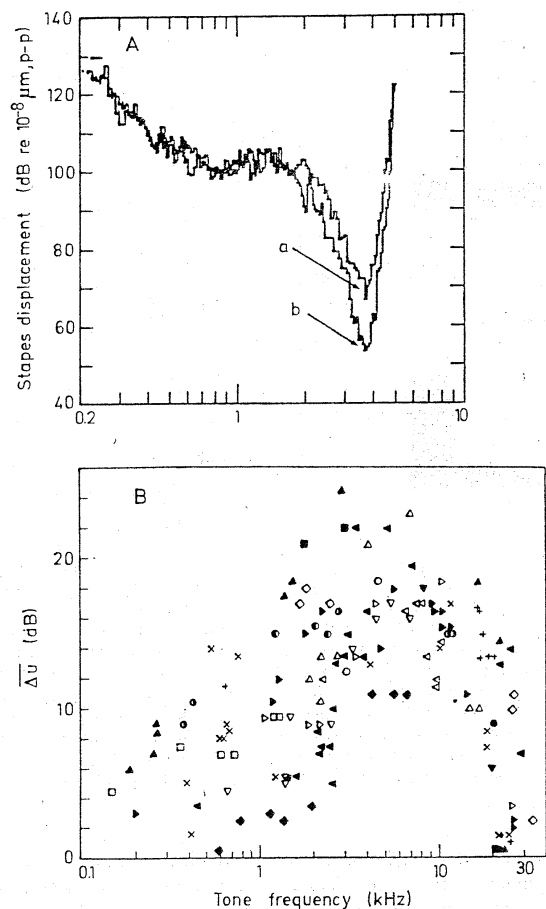 140
A
120
100
80
60
40
Stapes displacement (dB re 10⁻⁸ μm, p-p)
a
b
0.2
1
10
B
20
10
0
Δu (dB)
0.1
1
10
30
Tone frequency (kHz)